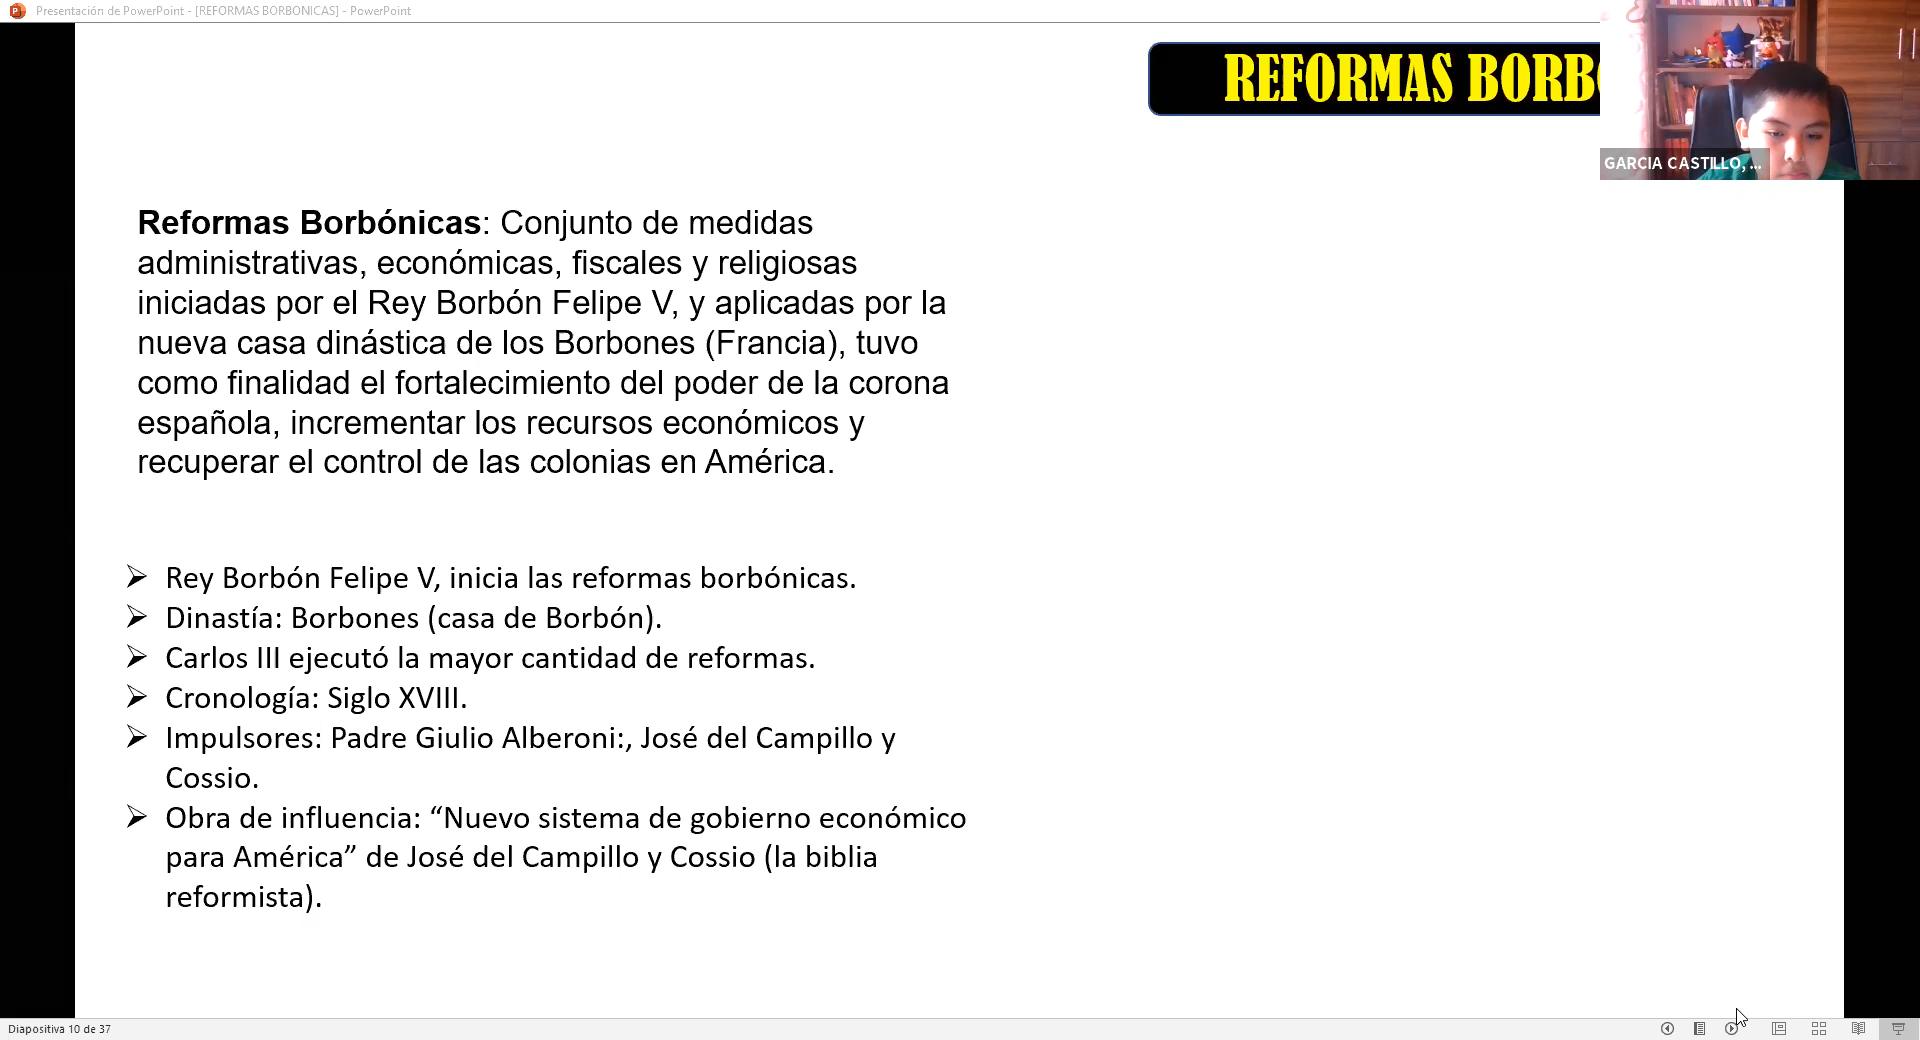 Presentación de PowerPoint - [REFORMAS BORBONICAS] - PowerPoint
REFORMAS BORB
GARCIA CASTILLO, ...
Reformas Borbónicas: Conjunto de medidas
administrativas, económicas, fiscales y religiosas
iniciadas por el Rey Borbón Felipe V, y aplicadas por la
nueva casa dinástica de los Borbones (Francia), tuvo
como finalidad el fortalecimiento del poder de la corona
española, incrementar los recursos económicos y
recuperar el control de las colonias en América.
➢ Rey Borbón Felipe V, inicia las reformas borbónicas.
➢ Dinastía: Borbones (casa de Borbón).
➢ Carlos III ejecutó la mayor cantidad de reformas.
➢ Cronología: Siglo XVIII.
➢ Impulsores: Padre Giulio Alberoni:, José del Campillo y
Cossio.
➢ Obra de influencia: “Nuevo sistema de gobierno económico
para América” de José del Campillo y Cossio (la biblia
reformista).
Diapositiva 10 de 37